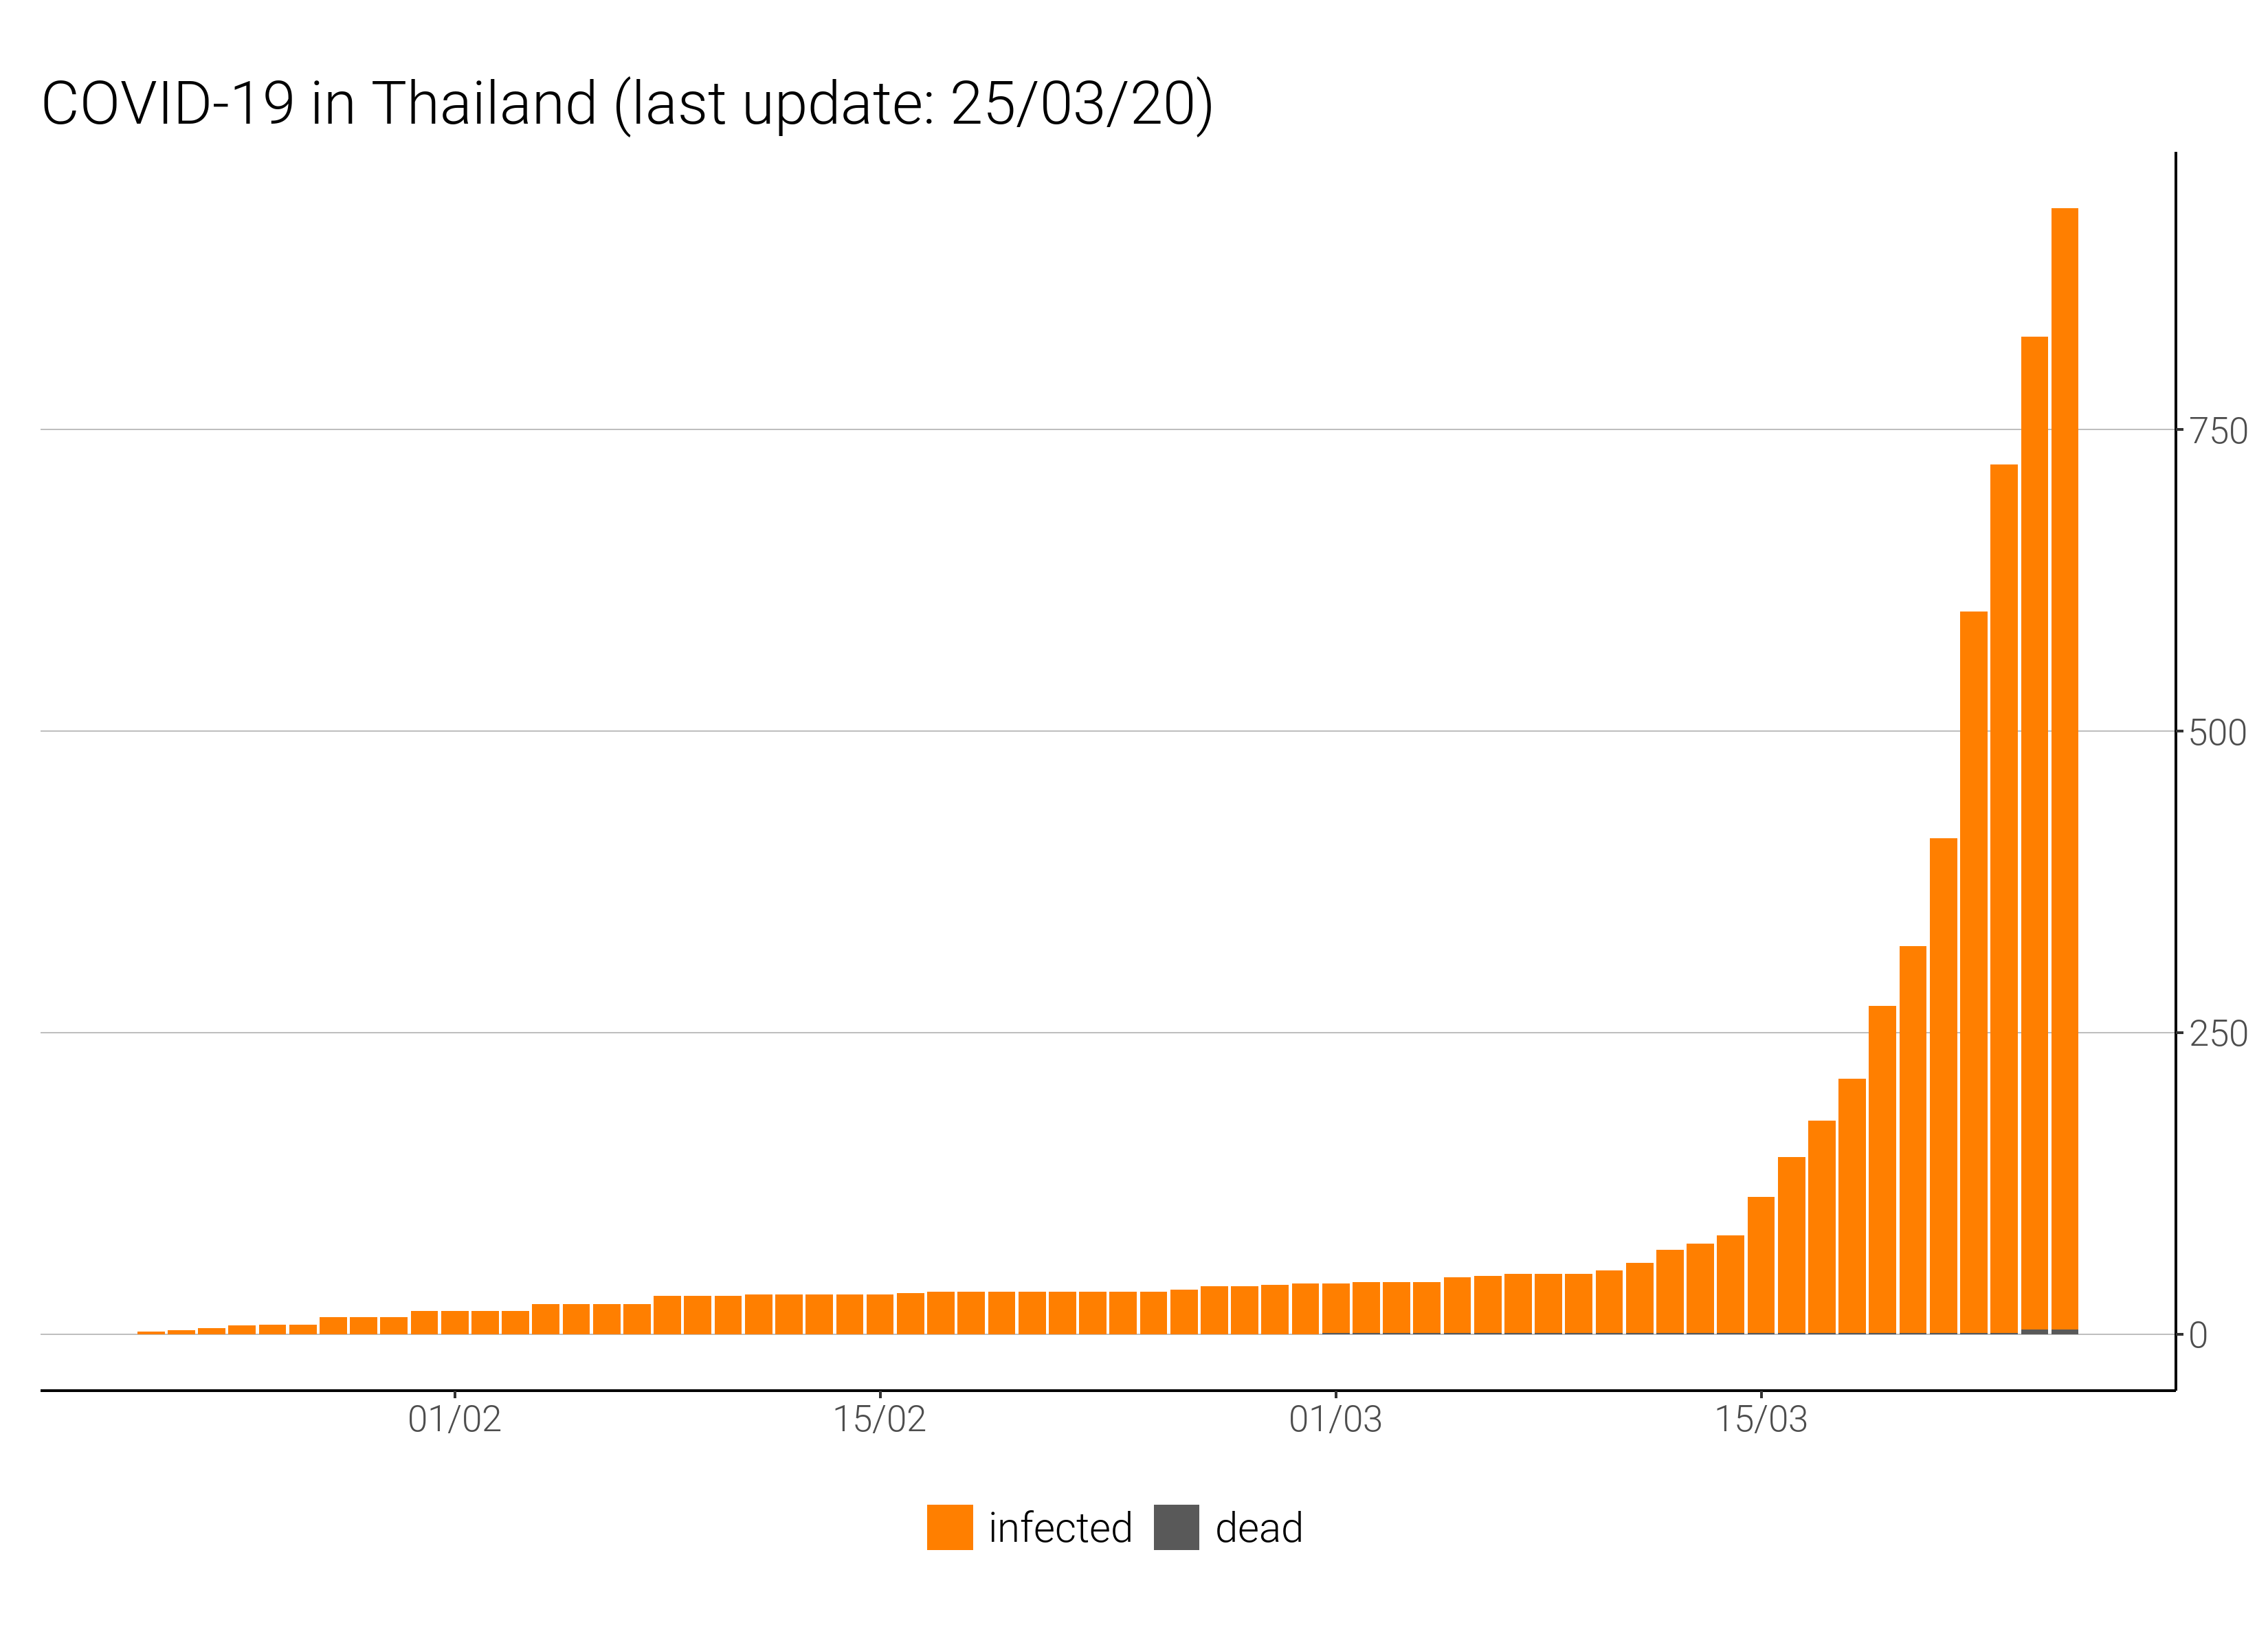 COVID-19 in Thailand (last update: 25/03/20)
750
500
250
0
01/02 15/02 01/03 15/03
infected dead